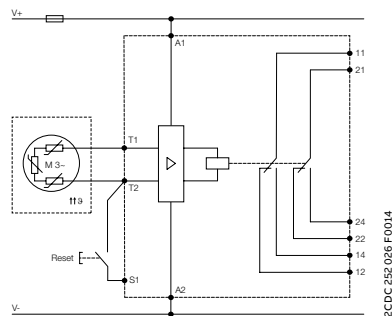 V+
A1
11
21
T1
M 3~
T2
↑↑ϑ
24
22
Reset
14
S1
12
A2
V-
2CDC 252 026 F0014